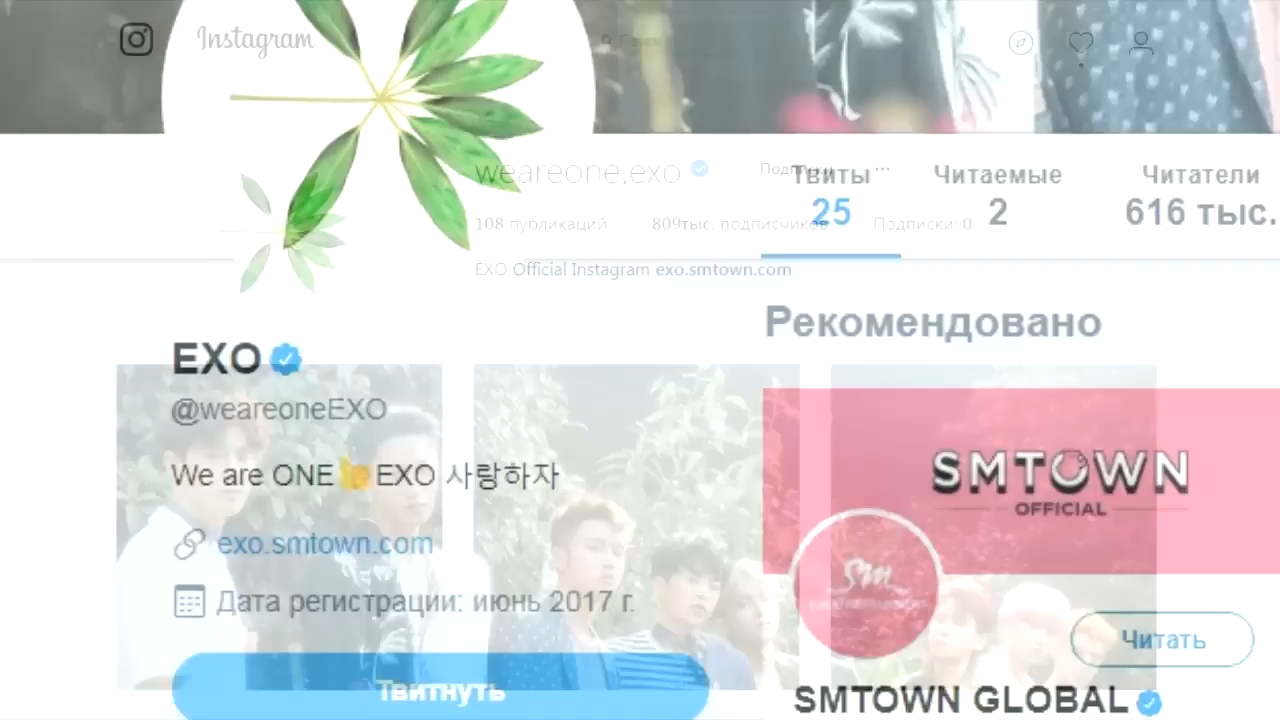 Instagram
weareone.exo
Твиты
Читаемые
Читатели
25
2
616 тыс.
108 публикаций
809тыс. подписчиков
Подписки: 0
EXO Official Instagram exo.smtown.com
Рекомендовано
EXO
@weareoneEXO
We are ONE EXO 사랑하자
SMTOWN
OFFICIAL
exo.smtown.com
sm
Дата регистрации: июнь 2017 г.
Читать
Твитнуть
SMTOWN GLOBAL